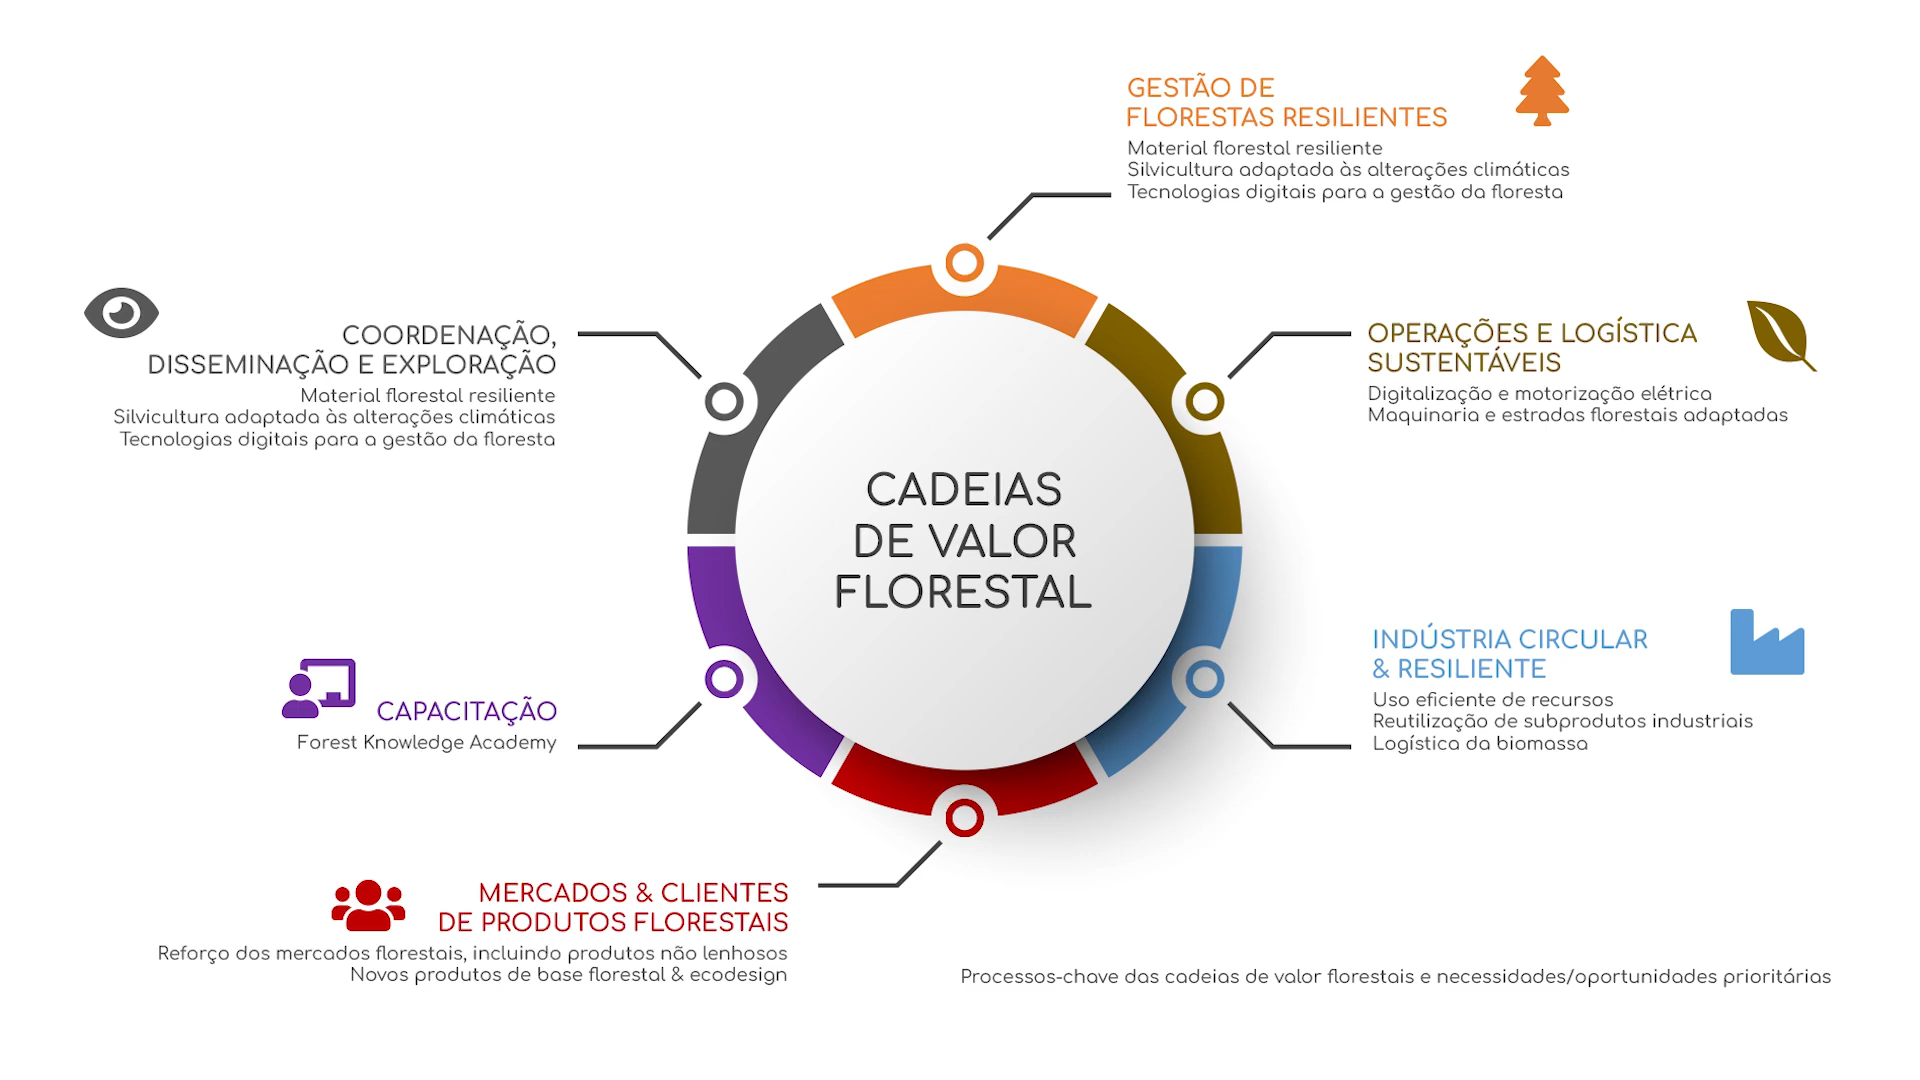 GESTÃO DE
FLORESTAS RESILIENTES
Material florestal resiliente
Silvicultura adaptada às alterações climáticas
Tecnologias digitais para a gestão da floresta
OPERAÇÕES E LOGÍSTICA
SUSTENTÁVEIS
Digitalização e motorização elétrica
Maquinaria e estradas florestais adaptadas
INDÚSTRIA CIRCULAR
& RESILIENTE
Uso eficiente de recursos
Reutilização de subprodutos industriais
Logística da biomassa
MERCADOS & CLIENTES
DE PRODUTOS FLORESTAIS
Reforço dos mercados florestais, incluindo produtos não lenhosos
Novos produtos de base florestal & ecodesign
CAPACITAÇÃO
Forest Knowledge Academy
COORDENAÇÃO,
DISSEMINAÇÃO E EXPLORAÇÃO
Material florestal resiliente
Silvicultura adaptada às alterações climáticas
Tecnologias digitais para a gestão da floresta
CADEIAS
DE VALOR
FLORESTAL
Processos-chave das cadeias de valor florestais e necessidades/oportunidades prioritárias